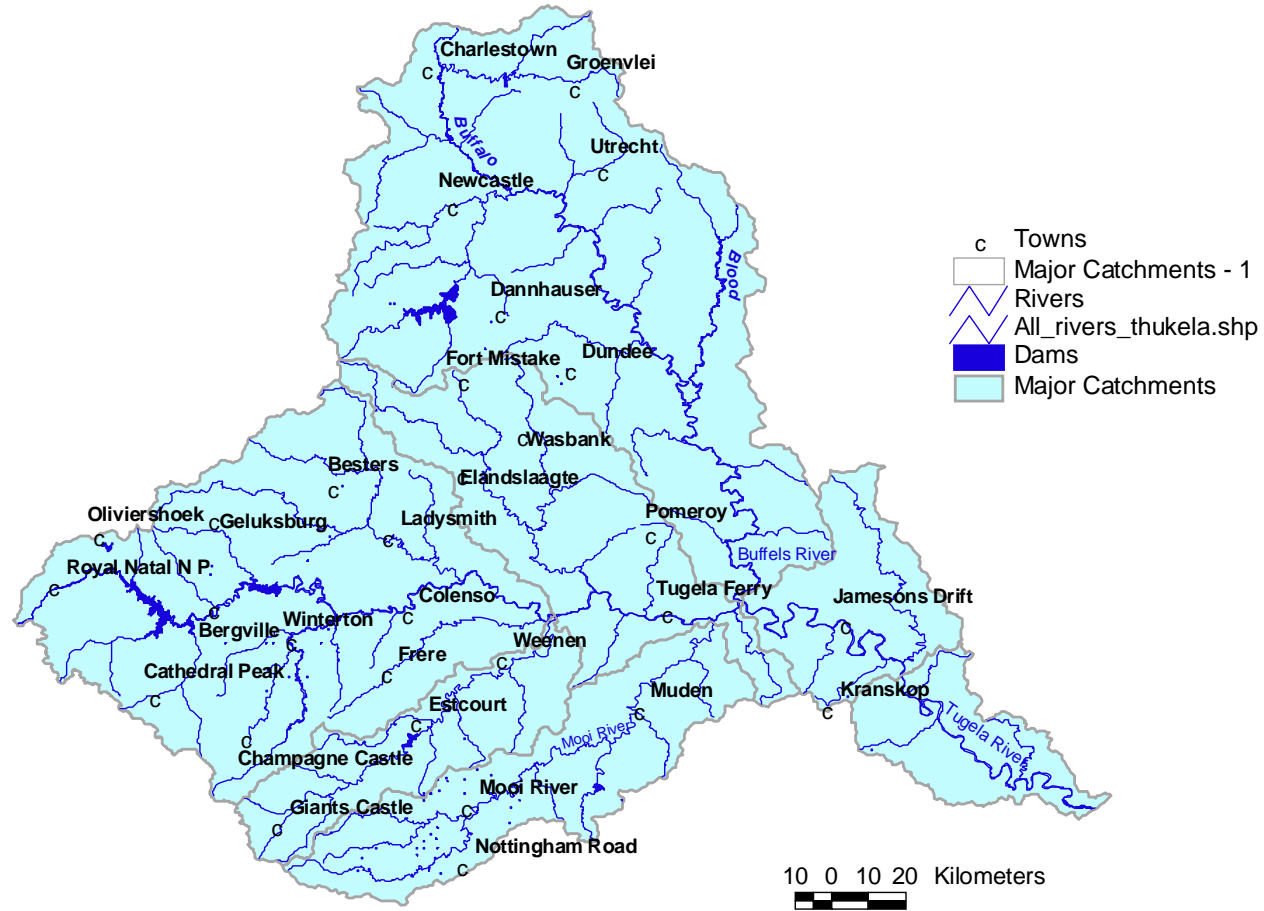 Charlestown
c
Groenvlei
c
Buffalo
Utrecht
c
Newcastle
c
Blood
Dannhauser
c
Fort Mistake
c
Dundee
c
c Wasbank
Besters
c
c Elandslaagte
Oliviershoek
c
c Geluksburg
Ladysmith
c
Pomeroy
c
Buffels River
Royal Natal N P
c
c
Bergville
Winterton
c
Colenso
c
Tugela Ferry
c
Jamesons Drift
c
Weenen
c
Frere
c
Cathedral Peak
c
Muden
c
Kranskop
c
Estcourt
c
Mooi River
Tugela River
c
Champagne Castle
Giants Castle
c
Mooi River
c
Nottingham Road
c
c Towns
Major Catchments - 1
Rivers
All_rivers_thukela.shp
Dams
Major Catchments
10 0 10 20 Kilometers